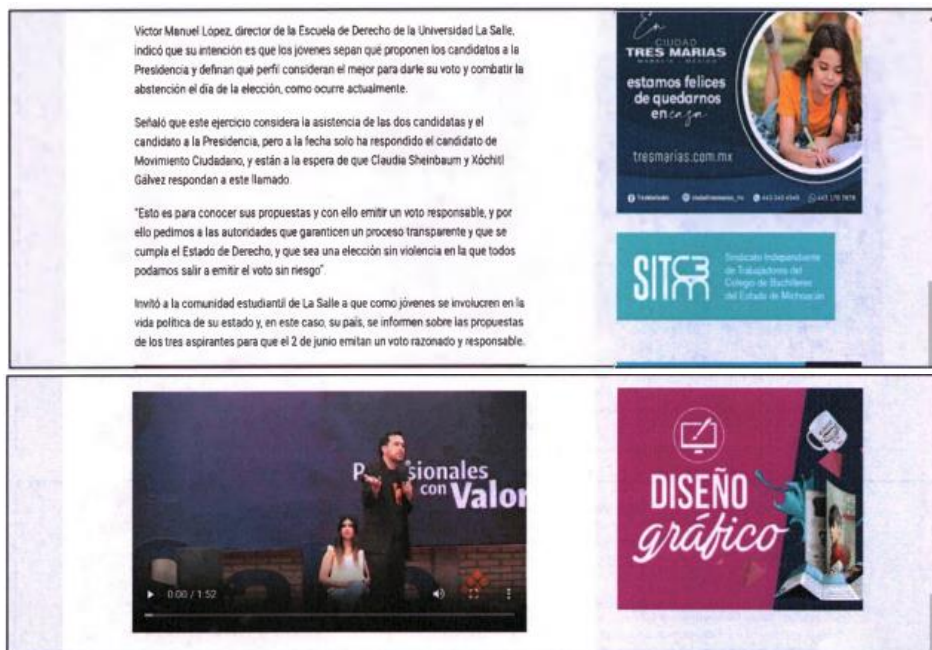 Víctor Manuel López, director de la Escuela de Derecho de la Universidad La Salle,
indicó que su intención es que los jóvenes sepan qué proponen los candidatos a la
Presidencia y definan qué perfil consideran el mejor para darle su voto y combatir la
abstención el día de la elección, como ocurre actualmente.
Señaló que este ejercicio considera la asistencia de las dos candidatas y el
candidato a la Presidencia, pero a la fecha solo ha respondido el candidato de
Movimiento Ciudadano, y están a la espera de que Claudia Sheinbaum y Xóchitl
Gálvez respondan a este llamado.
"Esto es para conocer sus propuestas y con ello emitir un voto responsable, y por
ello pedimos a las autoridades que garanticen un proceso transparente y que se
cumpla el Estado de Derecho, y que sea una elección sin violencia en la que todos
podamos salir a emitir el voto sin riesgo".
Invitó a la comunidad estudiantil de La Salle a que como jóvenes se involucren en la
vida política de su estado y, en este caso, su país, se informen sobre las propuestas
de los tres aspirantes para que el 2 de junio emitan un voto razonado y responsable.
En
CIUDAD
TRES MARIAS
estamos felices
de quedarnos
en casa
tresmarias.com.mx
SITCBM
Sindicato Independiente
de Trabajadores del
Colegio de Bachilleres
del Estado de Michoacán
sionales
con Valor
0:00 / 1:52
DISEÑO
gráfico